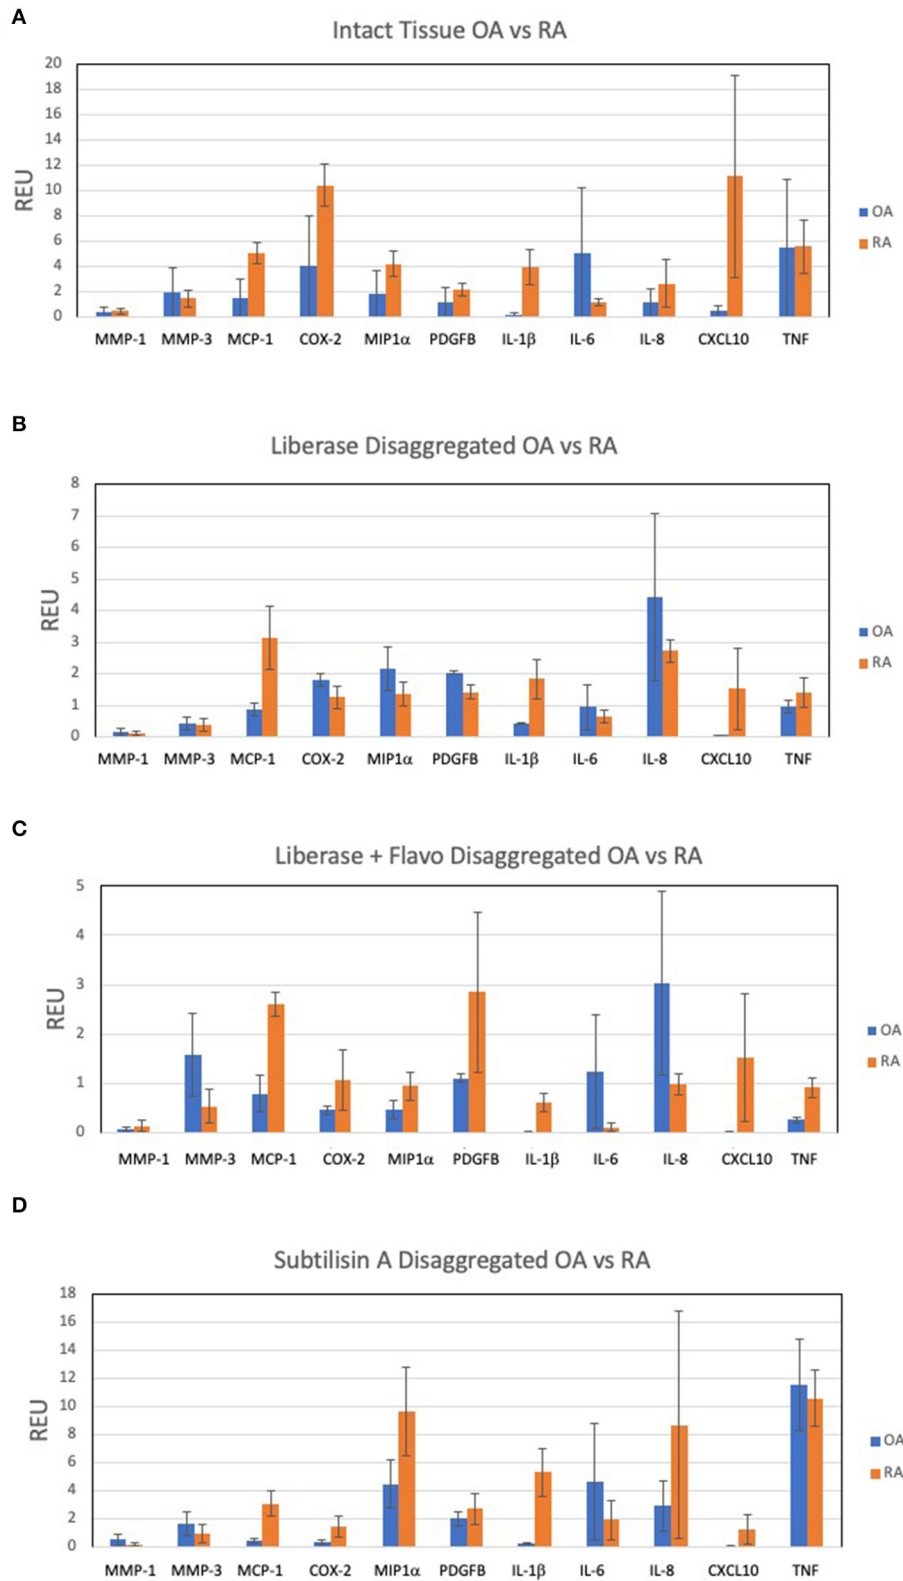 A
Intact Tissue OA vs RA
20
18
16
14
12
10
8
6
4
2
0
REU
OA
RA
MMP-1 MMP-3 MCP-1 COX-2 MIP1α PDGFB IL-1β IL-6 IL-8 CXCL10 TNF
B
Liberase Disaggregated OA vs RA
8
7
6
5
4
3
2
1
0
REU
OA
RA
MMP-1 MMP-3 MCP-1 COX-2 MIP1α PDGFB IL-1β IL-6 IL-8 CXCL10 TNF
C
Liberase + Flavo Disaggregated OA vs RA
5
4
3
2
1
0
REU
OA
RA
MMP-1 MMP-3 MCP-1 COX-2 MIP1α PDGFB IL-1β IL-6 IL-8 CXCL10 TNF
D
Subtilisin A Disaggregated OA vs RA
18
16
14
12
10
8
6
4
2
0
REU
OA
RA
MMP-1 MMP-3 MCP-1 COX-2 MIP1α PDGFB IL-1β IL-6 IL-8 CXCL10 TNF